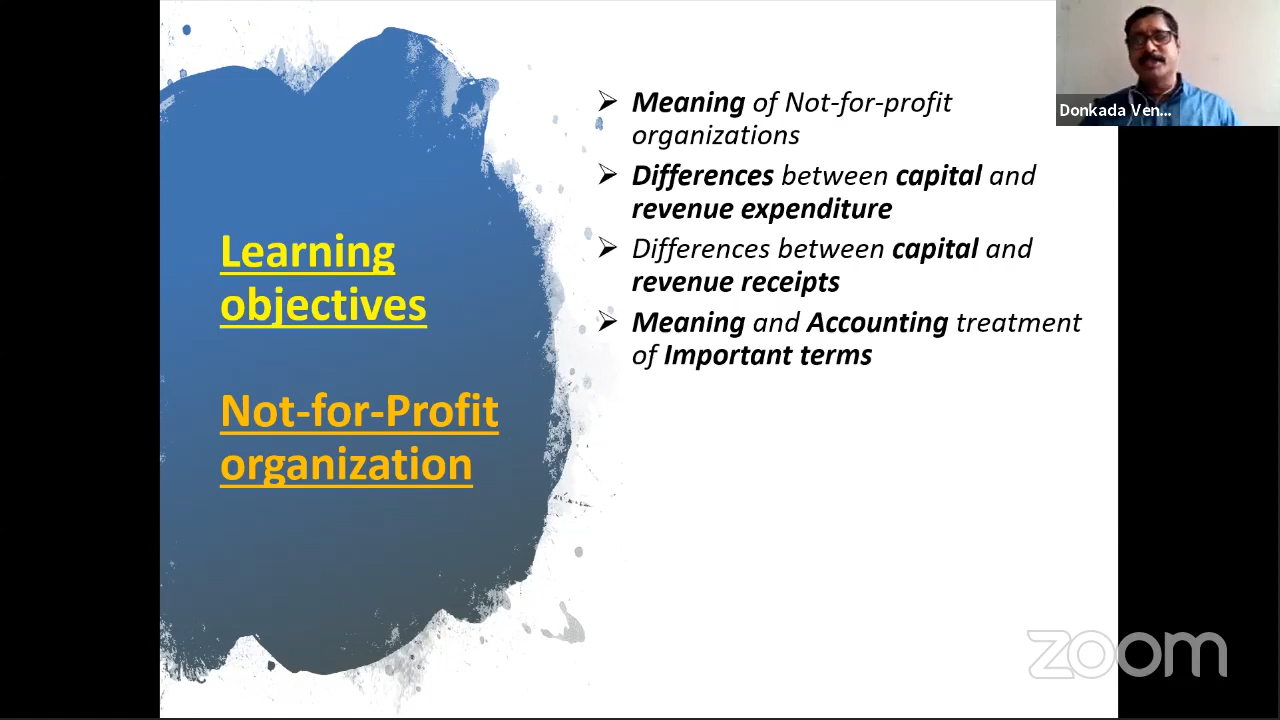 Learning
objectives
Not-for-Profit
organization
➢ Meaning of Not-for-profit
organizations
➢ Differences between capital and
revenue expenditure
➢ Differences between capital and
revenue receipts
➢ Meaning and Accounting treatment
of Important terms
Donkada Ven...
zoom